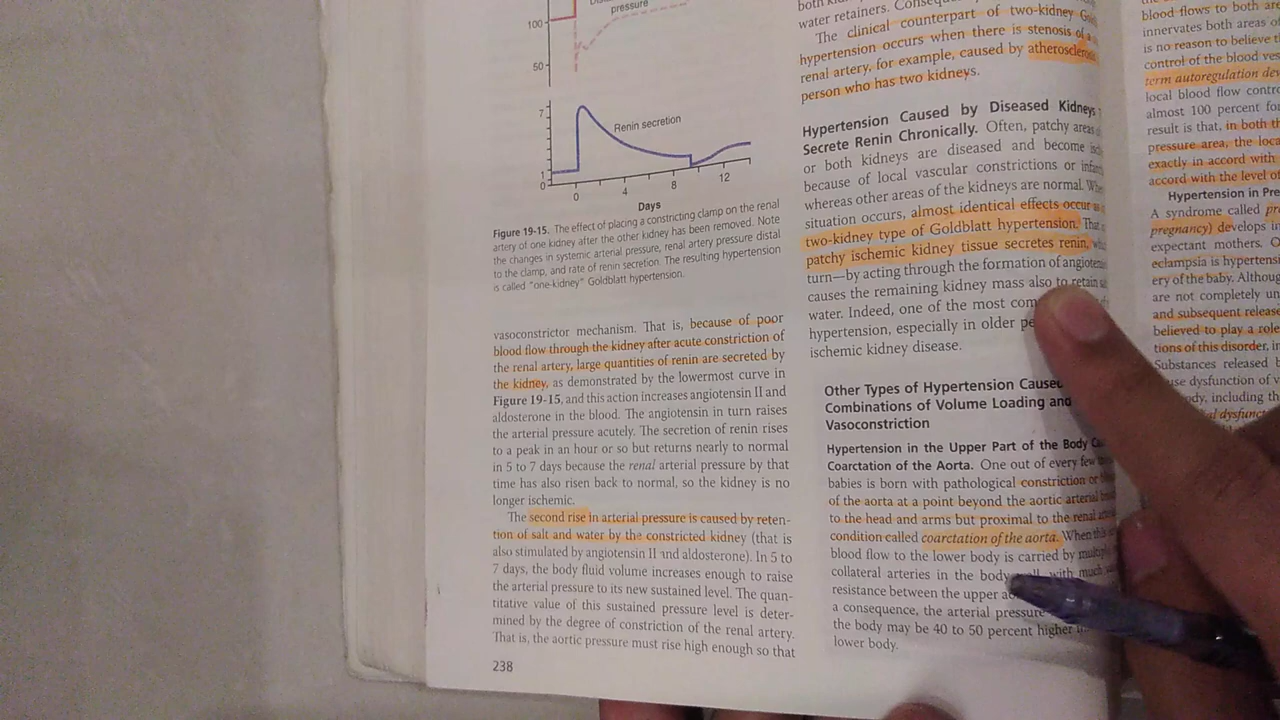 pressure
100
50
7
1
0
Renin secretion
0
4
8
12
Days
Figure 19-15. The effect of placing a constricting clamp on the renal
artery of one kidney after the other kidney has been removed. Note
the changes in systemic arterial pressure, renal artery pressure distal
to the clamp, and rate of renin secretion. The resulting hypertension
is called "one-kidney" Goldblatt hypertension.
vasoconstrictor mechanism. That is, because of poor
blood flow through the kidney after acute constriction of
the renal artery, large quantities of renin are secreted by
the kidney, as demonstrated by the lowermost curve in
Figure 19-15, and this action increases angiotensin II and
aldosterone in the blood. The angiotensin in turn raises
the arterial pressure acutely. The secretion of renin rises
to a peak in an hour or so but returns nearly to normal
in 5 to 7 days because the renal arterial pressure by that
time has also risen back to normal, so the kidney is no
longer ischemic.
The second rise in arterial pressure is caused by reten-
tion of salt and water by the constricted kidney (that is
also stimulated by angiotensin II and aldosterone). In 5 to
7 days, the body fluid volume increases enough to raise
the arterial pressure to its new sustained level. The quan-
titative value of this sustained pressure level is deter-
mined by the degree of constriction of the renal artery.
That is, the aortic pressure must rise high enough so that
238
water retainers.
The clinical counterpart of two-kidney
hypertension occurs when there is stenosis of a
renal artery, for example, caused by
person who has two kidneys.
Hypertension Caused by Diseased Kidneys
Secrete Renin Chronically. Often, patchy areas
or both kidneys are diseased and become
because of local vascular constrictions or
whereas other areas of the kidneys are normal.
situation occurs, almost identical effects occur
two-kidney type of Goldblatt hypertension.
patchy ischemic kidney tissue secretes renin,
turn—by acting through the formation of
causes the remaining kidney mass also to retain
water. Indeed, one of the most
hypertension, especially in older
ischemic kidney disease.
Other Types of Hypertension
Combinations of Volume Loading and
Vasoconstriction
Hypertension in the Upper Part of the Body
Coarctation of the Aorta. One out of every few
babies is born with pathological constriction or
of the aorta at a point beyond the aortic arterial
to the head and arms but proximal to the renal
condition called coarctation of the aorta. When
blood flow to the lower body is carried by
collateral arteries in the body with much
resistance between the upper
a consequence, the arterial pressure
the body may be 40 to 50 percent higher
lower body.
blood flows to both
innervates both areas of
is no reason to believe
control of the blood
term autoregulation
local blood flow
almost 100 percent
result is that, in both
pressure area, the
exactly in accord with
accord with the level of
Hypertension in
A syndrome called
pregnancy) develops in
expectant mothers.
eclampsia is
ery of the baby.
are not completely
and subsequent
believed to play a
tions of this disorder,
Substances released
dysfunction of
including the